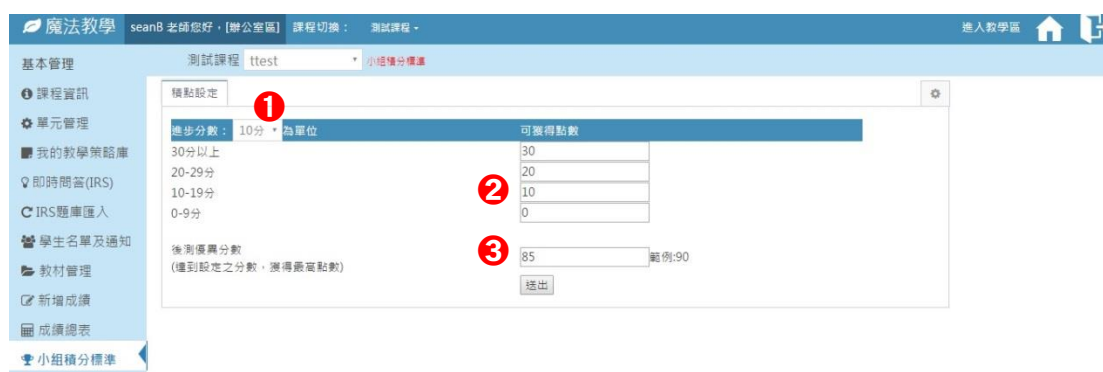 魔法教學 seanB 老師您好，[辦公室區] 課程切換： 測試課程 進入教學區
基本管理
測試課程 ttest 小組積分標準
課程資訊
單元管理
我的教學策略庫
即時問答(IRS)
IRS題庫匯入
學生名單及通知
教材管理
新增成績
成績總表
小組積分標準
積點設定
1
進步分數： 10分 為單位 可獲得點數
30分以上 30
20-29分 20
2
10-19分 10
0-9分 0
3
後測優異分數
(達到設定之分數，獲得最高點數) 85 範例:90
送出